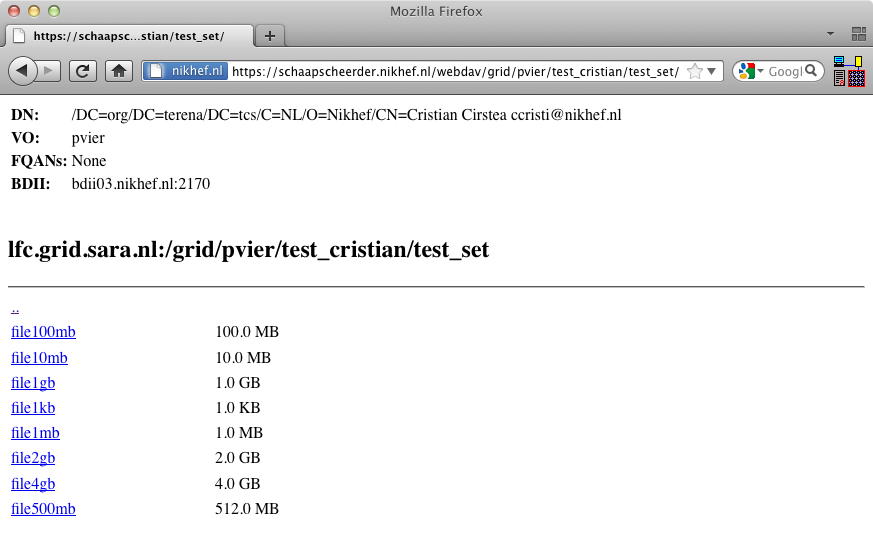 Mozilla Firefox
https://schaapsc...stian/test_set/
nikhef.nl https://schaapscheerder.nikhef.nl/webdav/grid/pvier/test_cristian/test_set/ Googl
DN: /DC=org/DC=terena/DC=tcs/C=NL/O=Nikhef/CN=Cristian Cirstea ccristi@nikhef.nl
VO: pvier
FQANs: None
BDII: bdii03.nikhef.nl:2170
lfc.grid.sara.nl:/grid/pvier/test_cristian/test_set
..
file100mb 100.0 MB
file10mb 10.0 MB
file1gb 1.0 GB
file1kb 1.0 KB
file1mb 1.0 MB
file2gb 2.0 GB
file4gb 4.0 GB
file500mb 512.0 MB